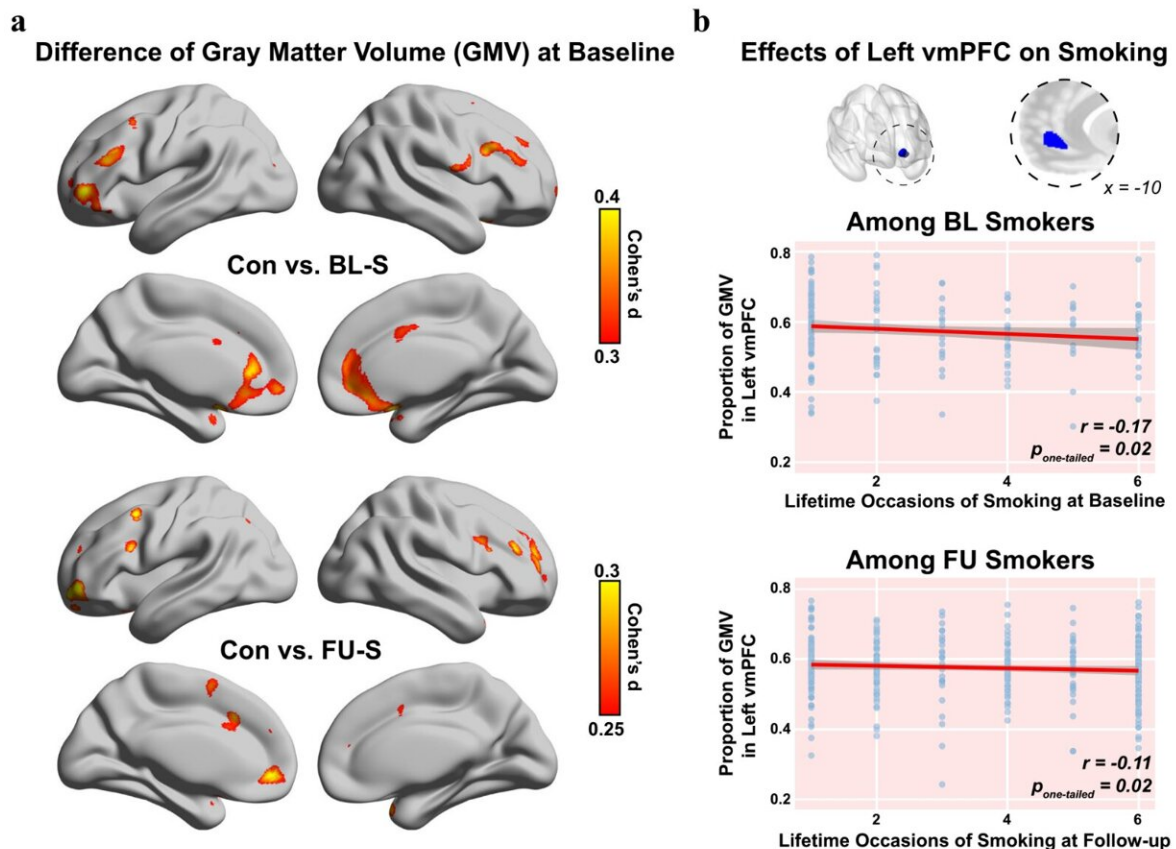 a
Difference of Gray Matter Volume (GMV) at Baseline
Con vs. BL-S
0.4
Cohen's d
0.3
Con vs. FU-S
0.3
Cohen's d
0.25
b
Effects of Left vmPFC on Smoking
x = -10
Among BL Smokers
Proportion of GMV
in Left vmPFC
0.8
0.6
0.4
0.2
r = -0.17
p one-tailed = 0.02
2 4 6
Lifetime Occasions of Smoking at Baseline
Among FU Smokers
Proportion of GMV
in Left vmPFC
0.8
0.6
0.4
0.2
r = -0.11
p one-tailed = 0.02
2 4 6
Lifetime Occasions of Smoking at Follow-up